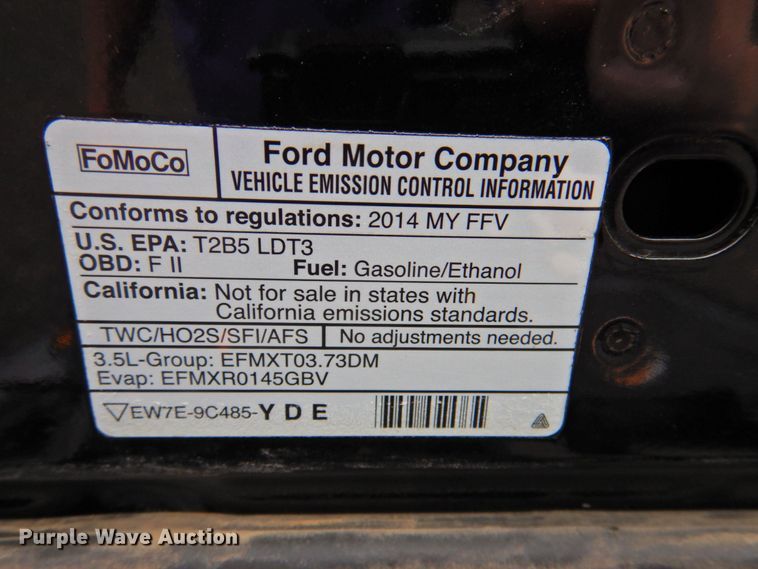 FoMoCo
Ford Motor Company
VEHICLE EMISSION CONTROL INFORMATION
Conforms to regulations: 2014 MY FFV
U.S. EPA: T2B5 LDT3
OBD: F II Fuel: Gasoline/Ethanol
California: Not for sale in states with
California emissions standards.
TWC/HO2S/SFI/AFS No adjustments needed.
3.5L-Group: EFMXT03.73DM
Evap: EFMXR0145GBV
EW7E-9C485-Y D E
Purple Wave Auction